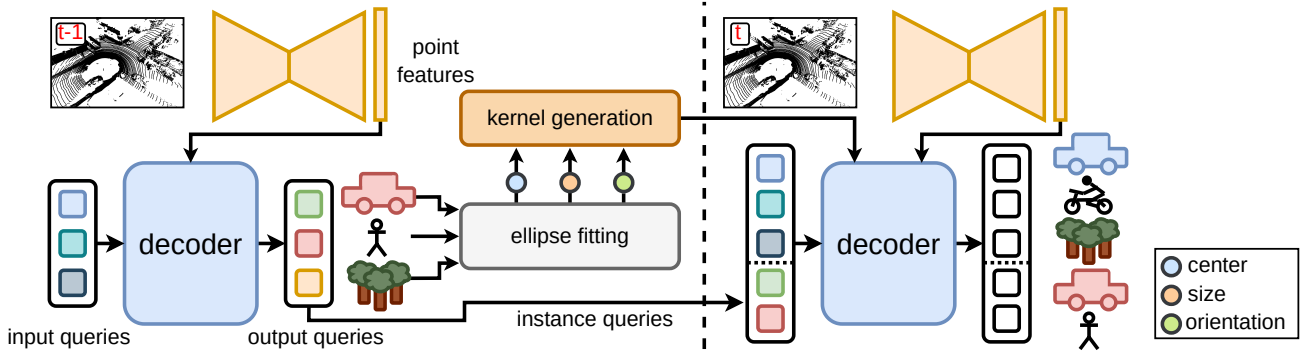 t-1
point
features
kernel generation
decoder
ellipse fitting
input queries
output queries
instance queries
t
decoder
center
size
orientation